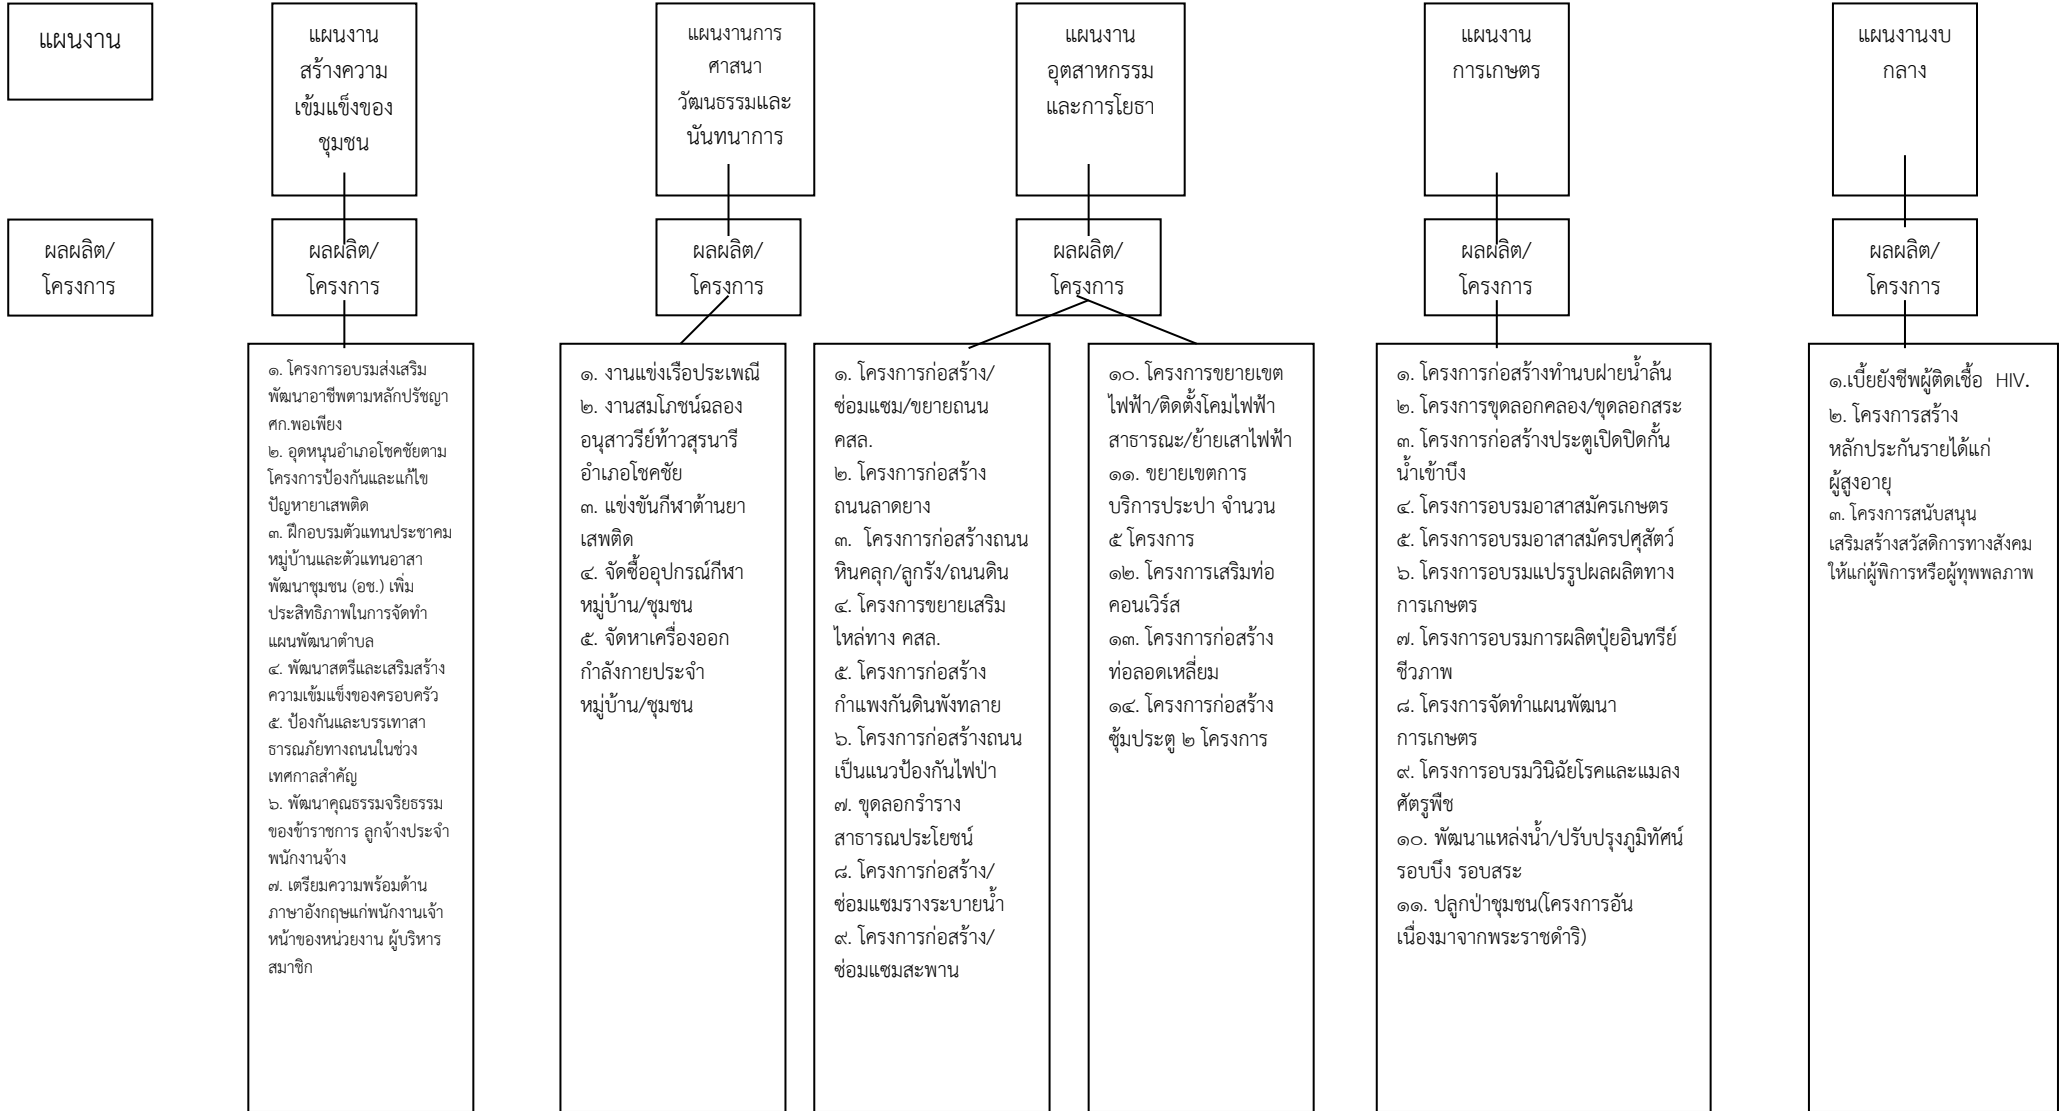 แผนงาน
แผนงาน
สร้างความ
เข้มแข็งของ
ชุมชน
แผนงานการ
ศาสนา
วัฒนธรรมและ
นันทนาการ
แผนงาน
อุตสาหกรรม
และการโยธา
แผนงาน
การเกษตร
แผนงานงบ
กลาง
ผลผลิต/
โครงการ
ผลผลิต/
โครงการ
ผลผลิต/
โครงการ
ผลผลิต/
โครงการ
ผลผลิต/
โครงการ
ผลผลิต/
โครงการ
๑. โครงการอบรมส่งเสริม
พัฒนาอาชีพตามหลักปรัชญา
ศก.พอเพียง
๒. อุดหนุนอำเภอโชคชัยตาม
โครงการป้องกันและแก้ไข
ปัญหายาเสพติด
๓. ฝึกอบรมตัวแทนประชาคม
หมู่บ้านและตัวแทนอาสา
พัฒนาชุมชน (อช.) เพิ่ม
ประสิทธิภาพในการจัดทำ
แผนพัฒนาตำบล
๔. พัฒนาสตรีและเสริมสร้าง
ความเข้มแข็งของครอบครัว
๕. ป้องกันและบรรเทาสา
ธารณภัยทางถนนในช่วง
เทศกาลสำคัญ
๖. พัฒนาคุณธรรมจริยธรรม
ของข้าราชการ ลูกจ้างประจำ
พนักงานจ้าง
๗. เตรียมความพร้อมด้าน
ภาษาอังกฤษแก่พนักงานเจ้า
หน้าของหน่วยงาน ผู้บริหาร
สมาชิก
๑. งานแข่งเรือประเพณี
๒. งานสมโภชน์ฉลอง
อนุสาวรีย์ท้าวสุรนารี
อำเภอโชคชัย
๓. แข่งขันกีฬาต้านยา
เสพติด
๔. จัดซื้ออุปกรณ์กีฬา
หมู่บ้าน/ชุมชน
๕. จัดหาเครื่องออก
กำลังกายประจำ
หมู่บ้าน/ชุมชน
๑. โครงการก่อสร้าง/
ซ่อมแซม/ขยายถนน
คสล.
๒. โครงการก่อสร้าง
ถนนลาดยาง
๓. โครงการก่อสร้างถนน
หินคลุก/ลูกรัง/ถนนดิน
๔. โครงการขยายเสริม
ไหล่ทาง คสล.
๕. โครงการก่อสร้าง
กำแพงกันดินพังทลาย
๖. โครงการก่อสร้างถนน
เป็นแนวป้องกันไฟป่า
๗. ขุดลอกรำราง
สาธารณประโยชน์
๘. โครงการก่อสร้าง/
ซ่อมแซมรางระบายน้ำ
๙. โครงการก่อสร้าง/
ซ่อมแซมสะพาน
๑๐. โครงการขยายเขต
ไฟฟ้า/ติดตั้งโคมไฟฟ้า
สาธารณะ/ย้ายเสาไฟฟ้า
๑๑. ขยายเขตการ
บริการประปา จำนวน
๕ โครงการ
๑๒. โครงการเสริมท่อ
คอนเวิร์ส
๑๓. โครงการก่อสร้าง
ท่อลอดเหลี่ยม
๑๔. โครงการก่อสร้าง
ซุ้มประตู ๒ โครงการ
๑. โครงการก่อสร้างทำนบฝายน้ำล้น
๒. โครงการขุดลอกคลอง/ขุดลอกสระ
๓. โครงการก่อสร้างประตูเปิดปิดกั้น
น้ำเข้าบึง
๔. โครงการอบรมอาสาสมัครเกษตร
๕. โครงการอบรมอาสาสมัครปศุสัตว์
๖. โครงการอบรมแปรรูปผลผลิตทาง
การเกษตร
๗. โครงการอบรมการผลิตปุ๋ยอินทรีย์
ชีวภาพ
๘. โครงการจัดทำแผนพัฒนา
การเกษตร
๙. โครงการอบรมวินิฉัยโรคและแมลง
ศัตรูพืช
๑๐. พัฒนาแหล่งน้ำ/ปรับปรุงภูมิทัศน์
รอบบึง รอบสระ
๑๑. ปลูกป่าชุมชน(โครงการอัน
เนื่องมาจากพระราชดำริ)
๑.เบี้ยยังชีพผู้ติดเชื้อ HIV.
๒. โครงการสร้าง
หลักประกันรายได้แก่
ผู้สูงอายุ
๓. โครงการสนับสนุน
เสริมสร้างสวัสดิการทางสังคม
ให้แก่ผู้พิการหรือผู้ทุพพลภาพ